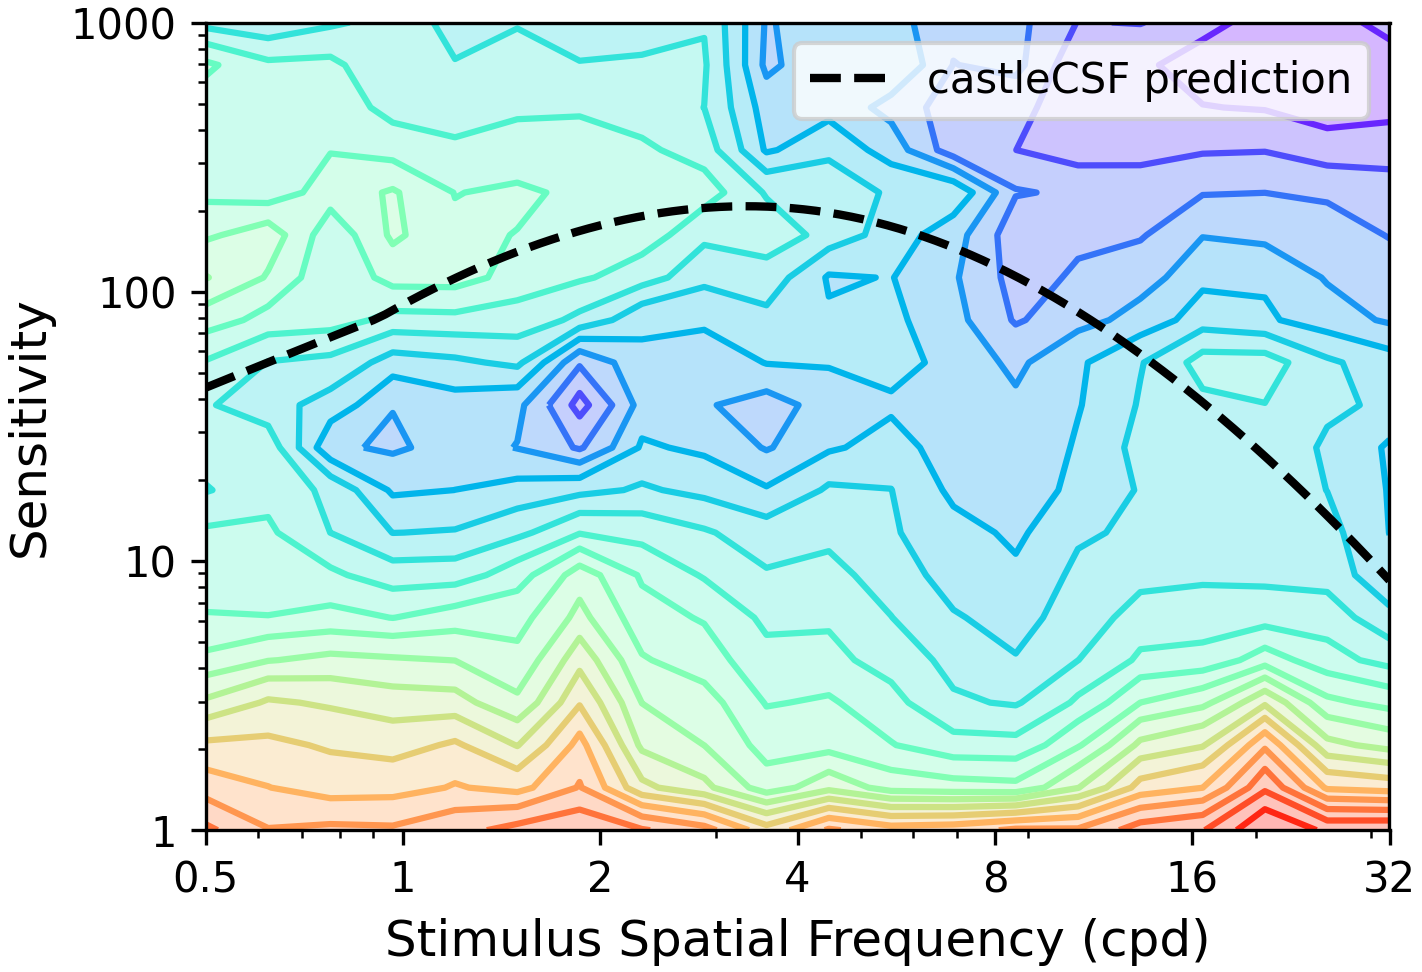 1000
100
10
1
Sensitivity
castleCSF prediction
0.5 1 2 4 8 16 32
Stimulus Spatial Frequency (cpd)